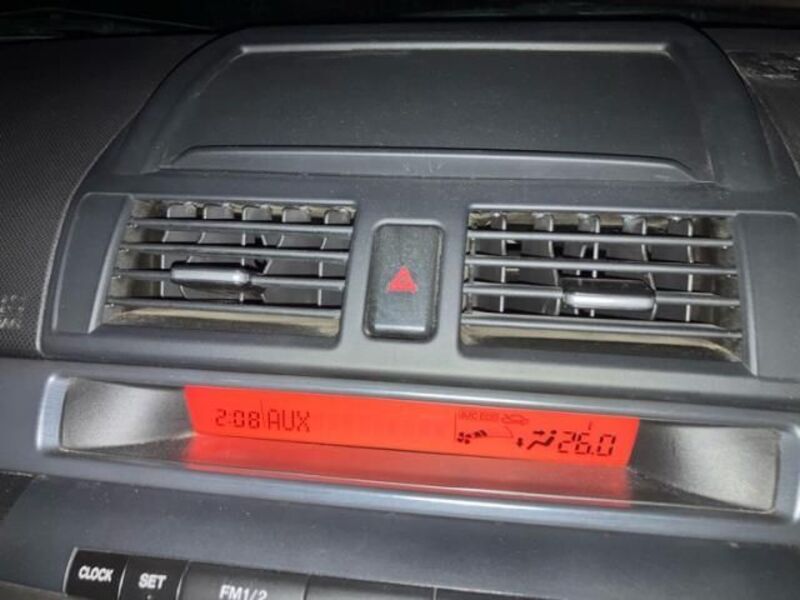 2:08 AUX
26.0
CLOCK
SET
FM1/2